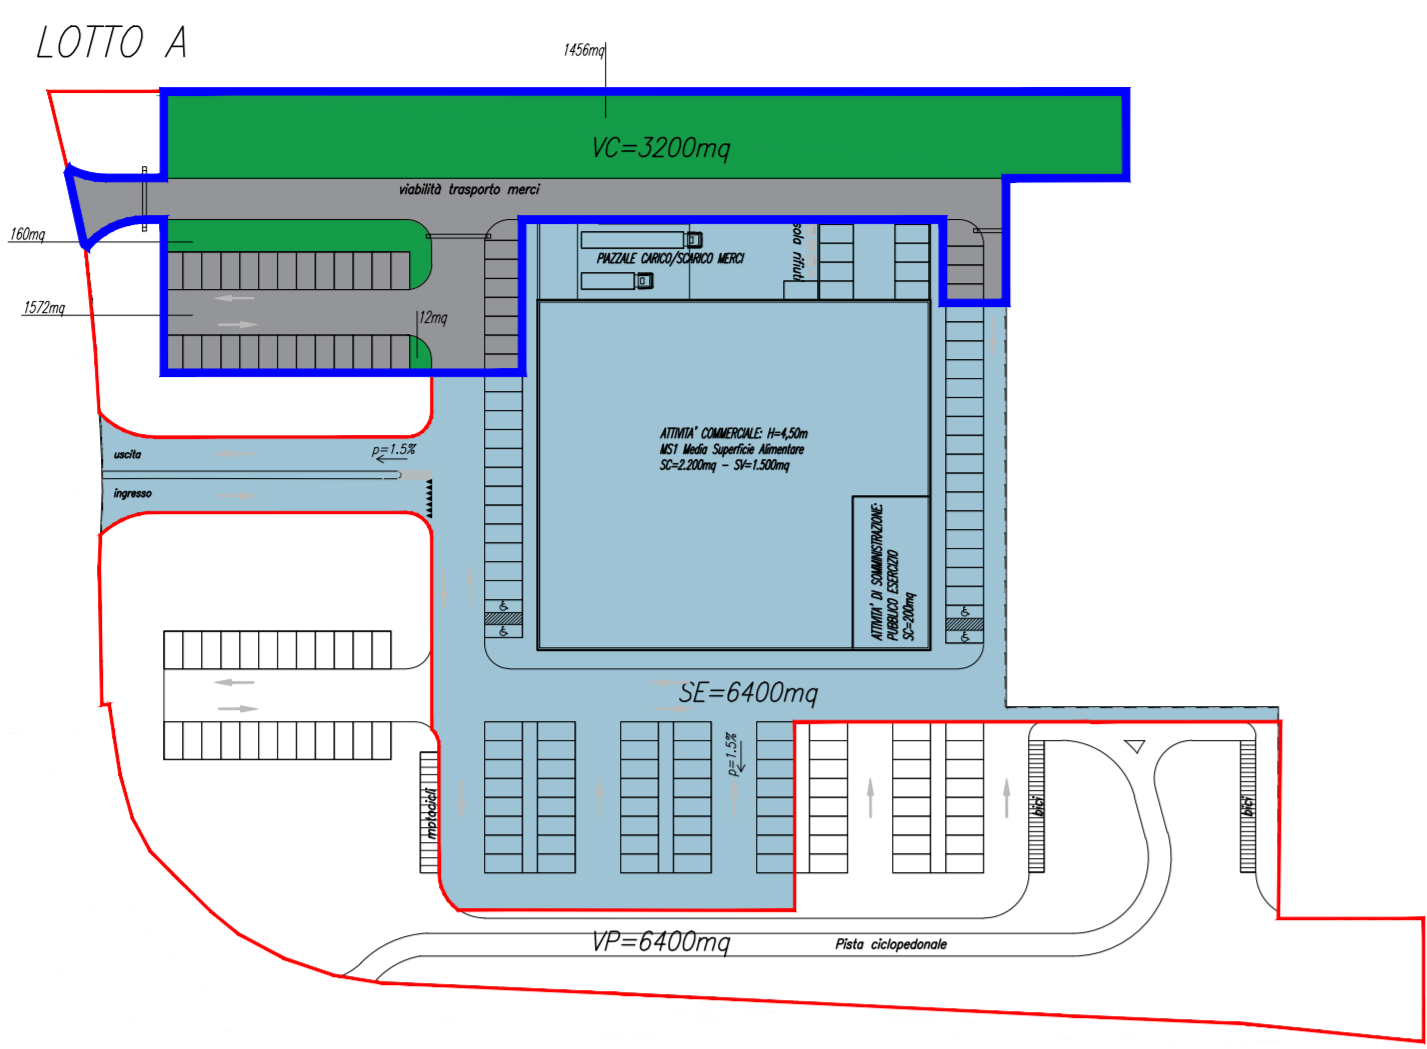 LOTTO A
1456mq
VC=3200mq
viabilità trasporto merci
160mq
PIAZZALE CARICO/SCARICO MERCI
isola rifiuti
1572mq
12mq
ATTIVITA' COMMERCIALE: H=4,50m
MS1 Media Superficie Alimentare
SC=2.200mq - SV=1.500mq
uscita
p=1.5%
ingresso
ATTIVITA' DI SOMMINISTRAZIONE:
PUBBLICO ESERCIZIO
SC=200mq
SE=6400mq
p=1.5%
motocicli
bici
bici
VP=6400mq
Pista ciclopedonale